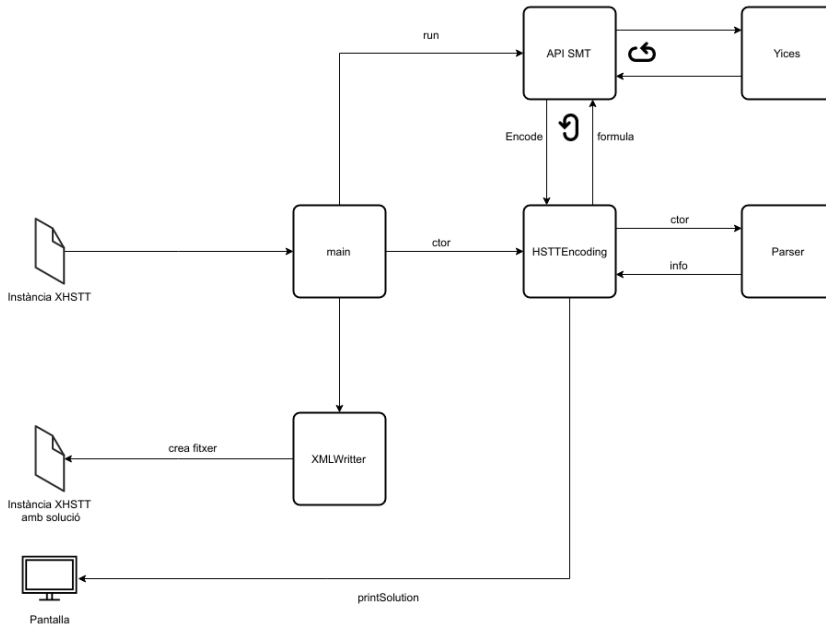 run
API SMT
Yices
Encode
formula
Instància XHSTT
main
ctor
HSTTEncoding
ctor
info
Parser
crea fitxer
XMLWritter
Instància XHSTT
amb solució
printSolution
Pantalla